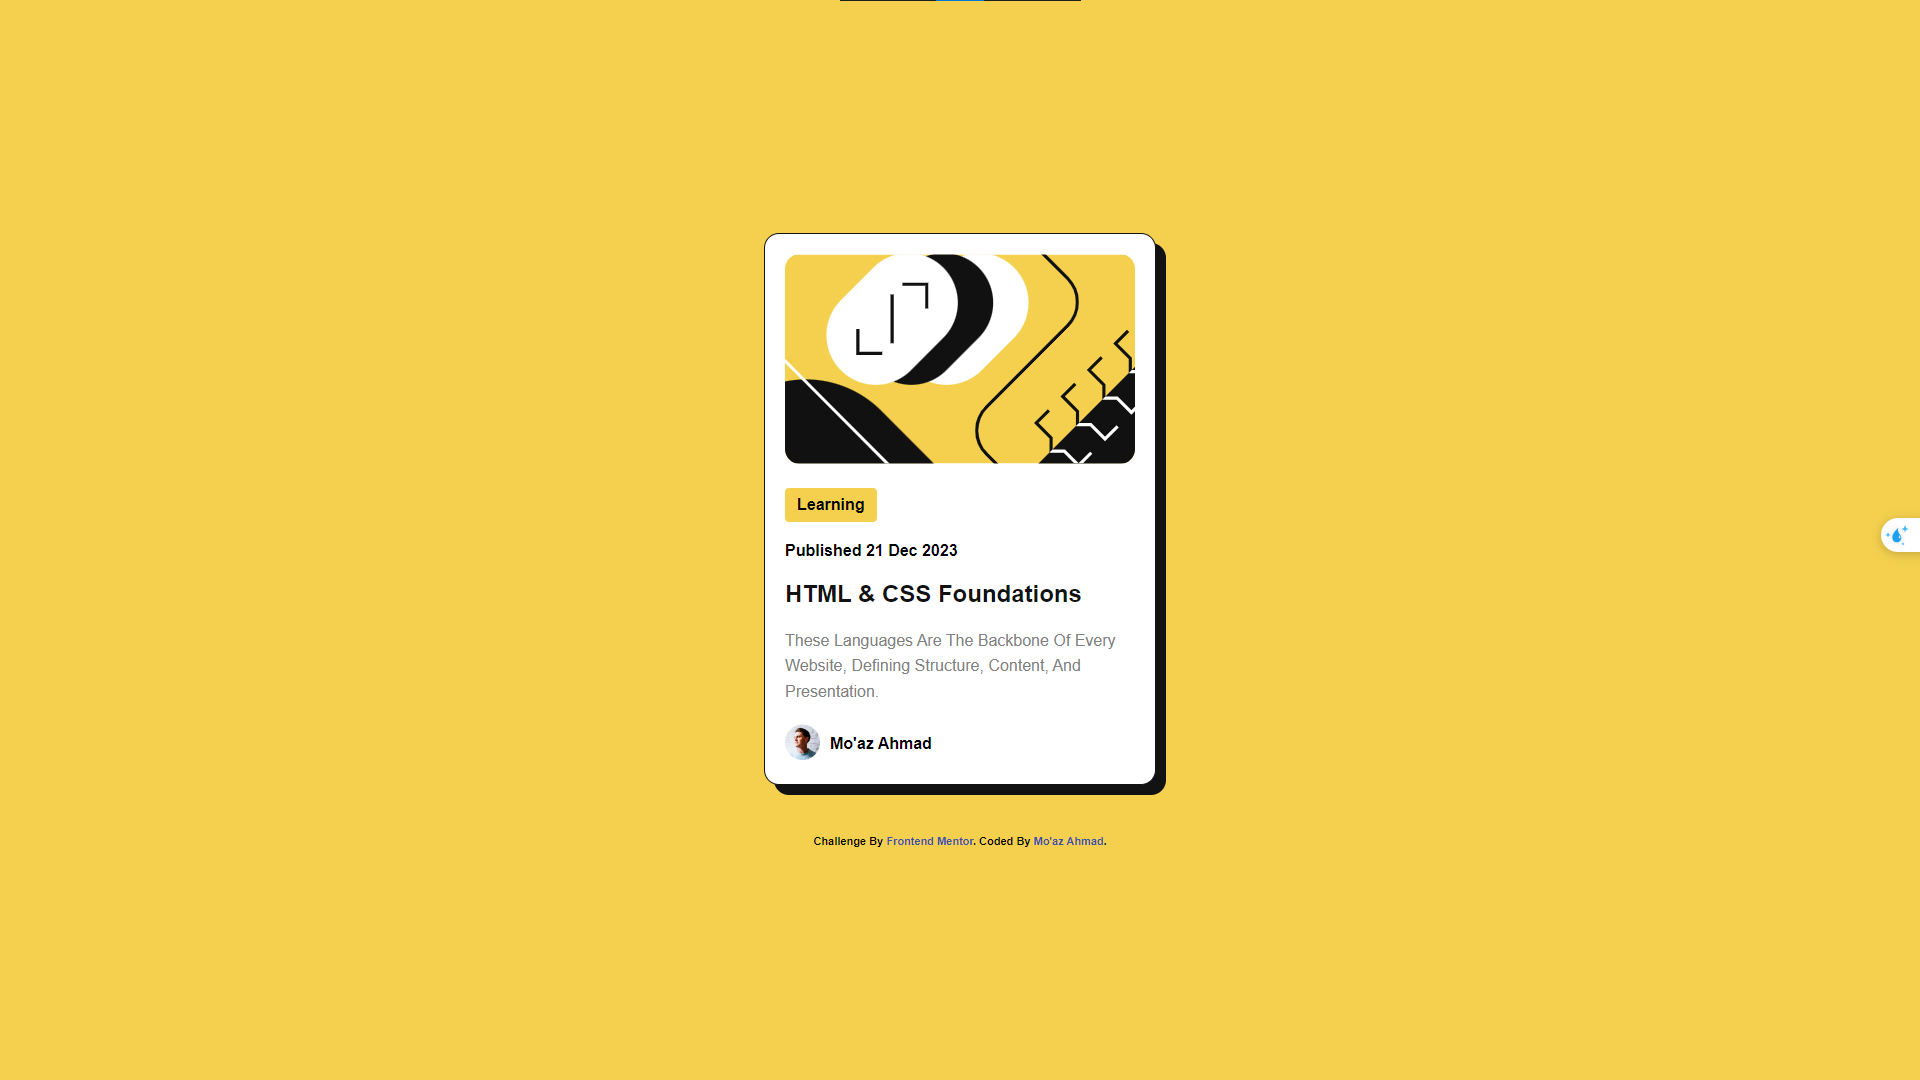 Learning
Published 21 Dec 2023
HTML & CSS Foundations
These Languages Are The Backbone Of Every
Website, Defining Structure, Content, And
Presentation.
Mo'az Ahmad
Challenge By Frontend Mentor. Coded By Mo'az Ahmad.